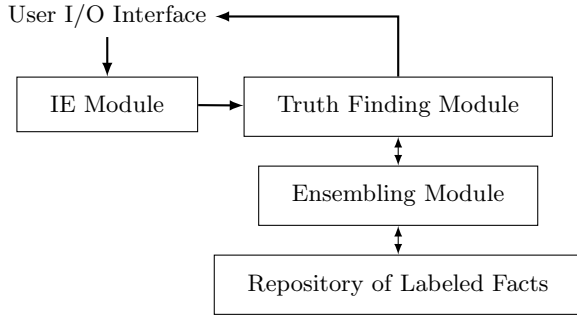 User I/O Interface
IE Module
Truth Finding Module
Ensembling Module
Repository of Labeled Facts